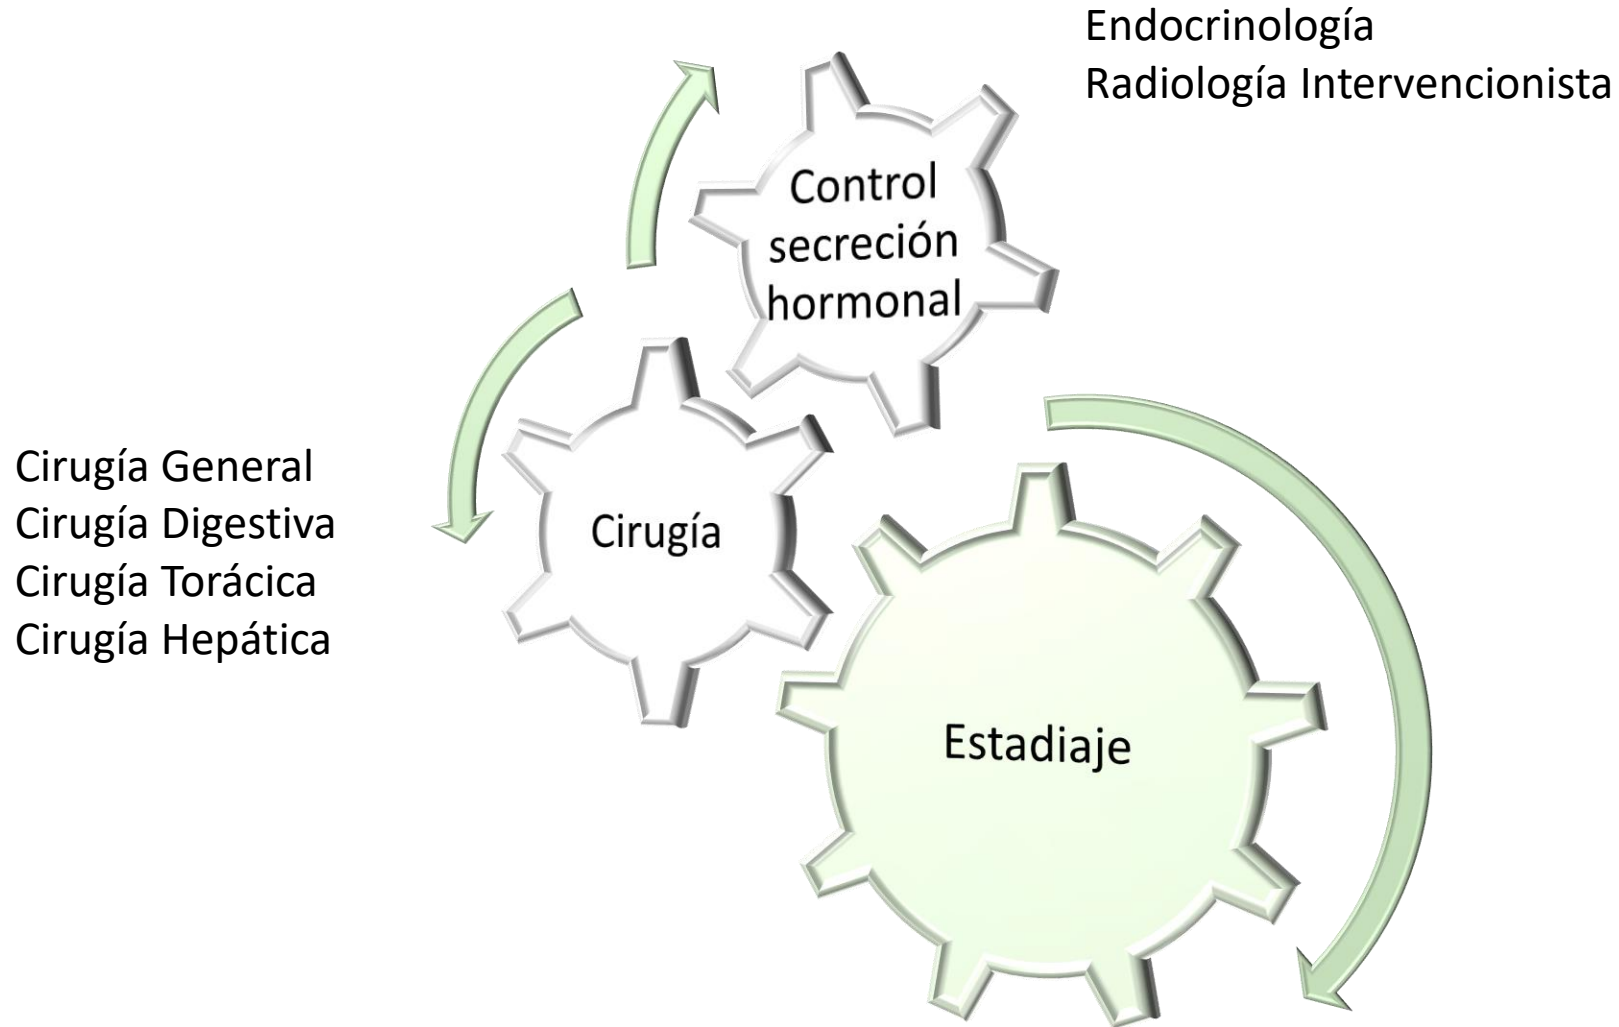 Endocrinología
Radiología Intervencionista
Control
secreción
hormonal
Cirugía General
Cirugía Digestiva
Cirugía Torácica
Cirugía Hepática
Cirugía
Estadiaje